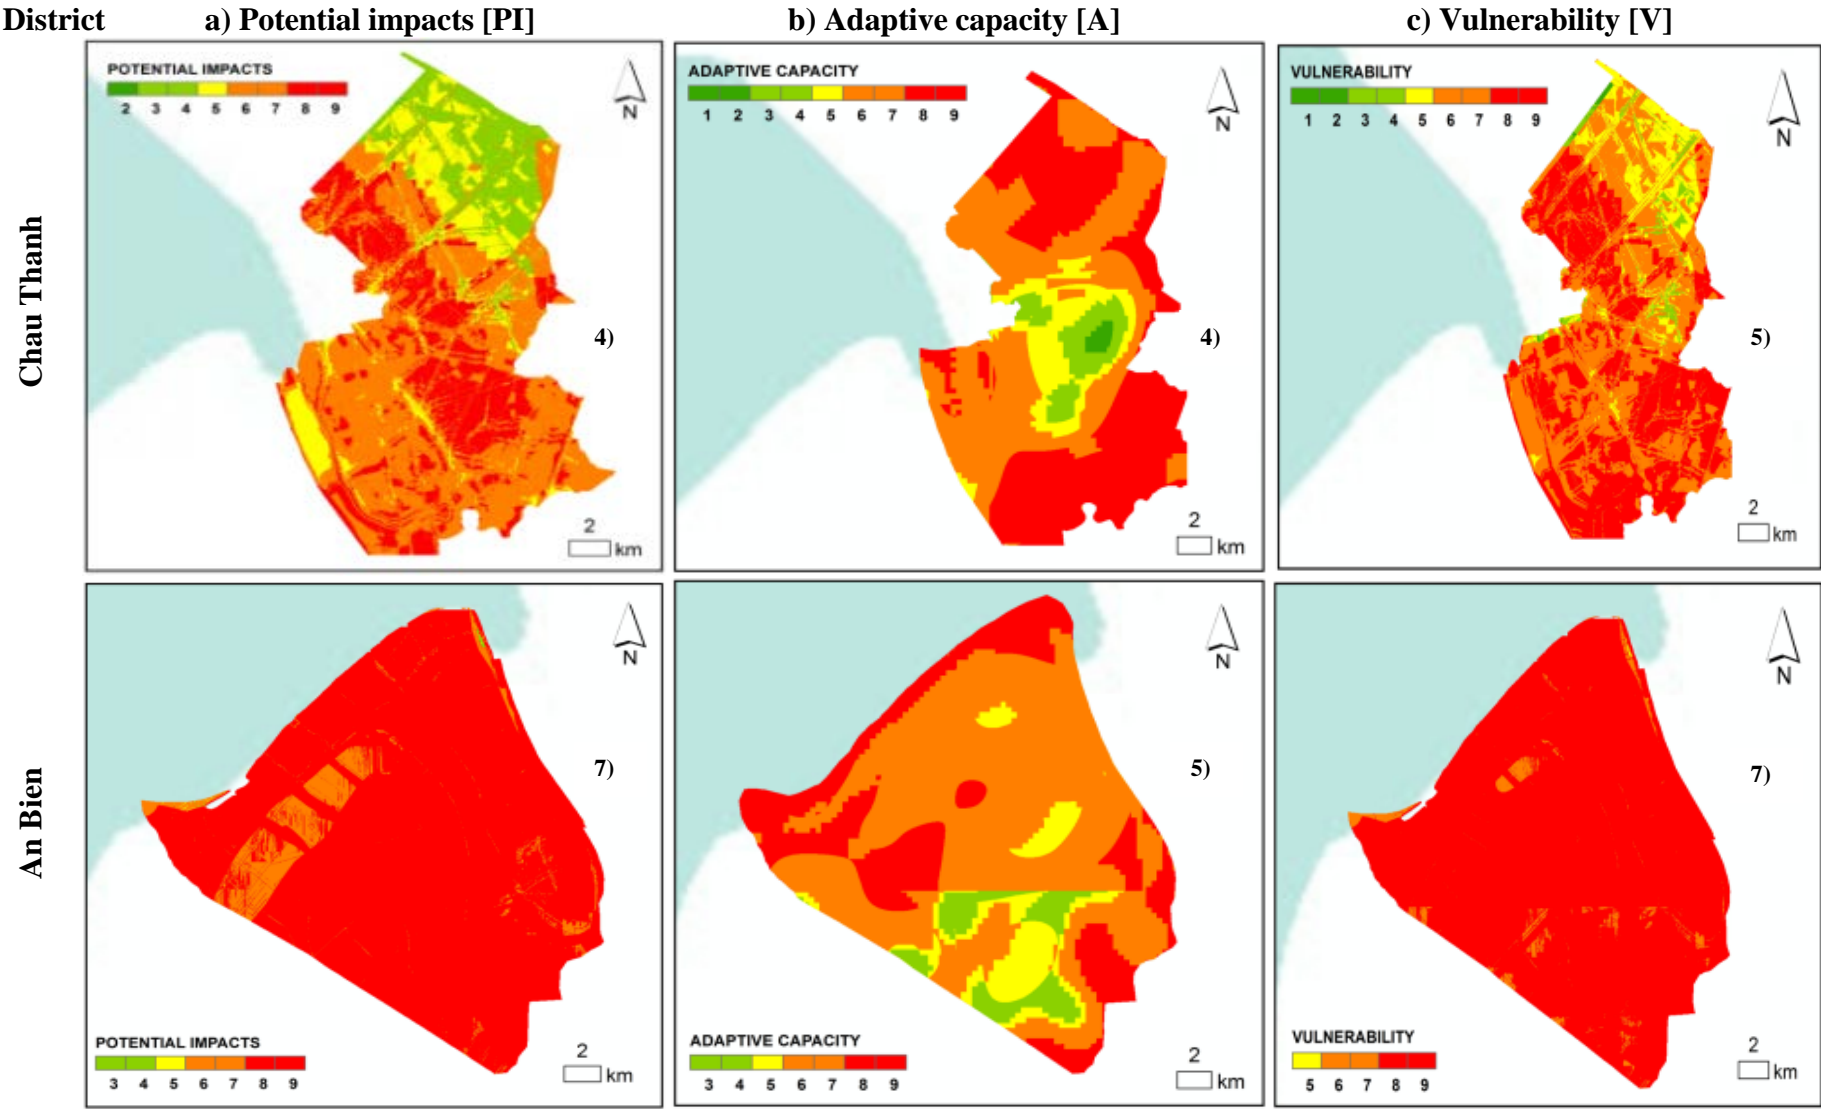 District a) Potential impacts [PI] b) Adaptive capacity [A] c) Vulnerability [V]
Chau Thanh
POTENTIAL IMPACTS
2 3 4 5 6 7 8 9
N
4)
2
km
ADAPTIVE CAPACITY
1 2 3 4 5 6 7 8 9
N
4)
2
km
VULNERABILITY
1 2 3 4 5 6 7 8 9
N
5)
2
km
An Bien
N
7)
POTENTIAL IMPACTS
3 4 5 6 7 8 9
2
km
N
5)
ADAPTIVE CAPACITY
3 4 5 6 7 8 9
2
km
N
7)
VULNERABILITY
5 6 7 8 9
2
km